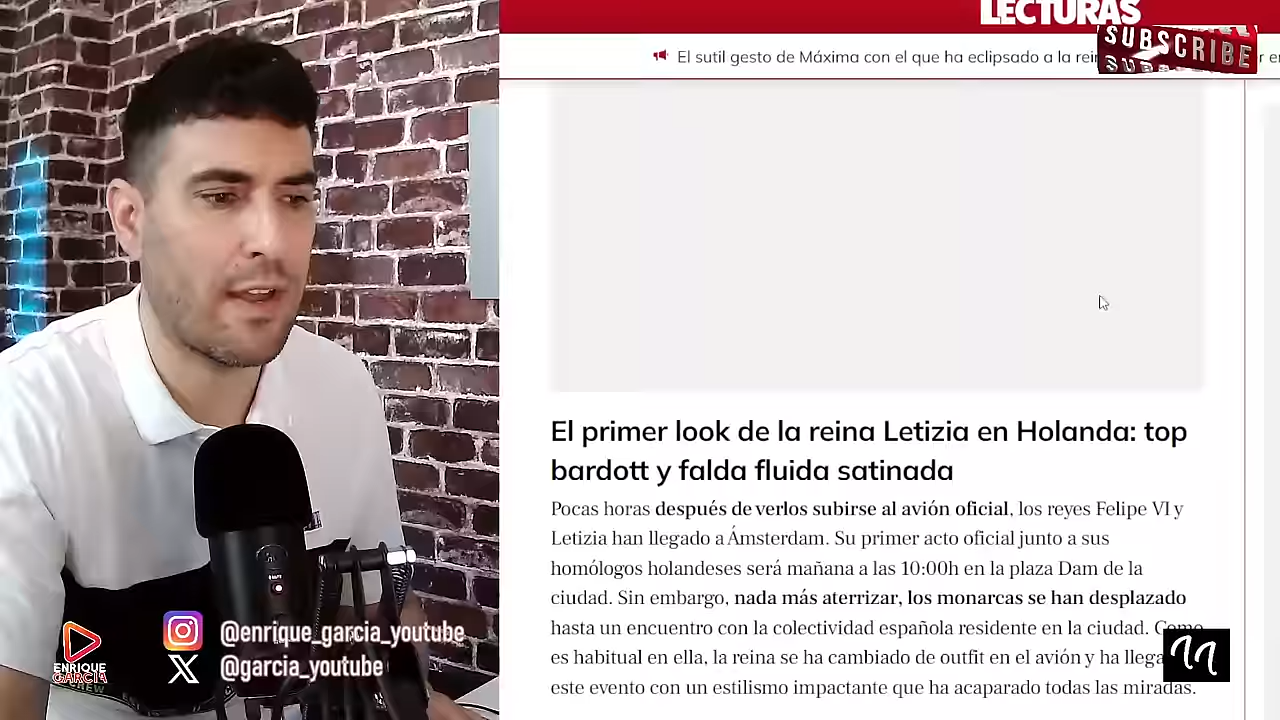 LECTURAS
El sutil gesto de Máxima con el que ha eclipsado a la rei
SUBSCRIBE
El primer look de la reina Letizia en Holanda: top
bardott y falda fluida satinada
Pocas horas después de verlos subirse al avión oficial, los reyes Felipe VI y
Letizia han llegado a Ámsterdam. Su primer acto oficial junto a sus
homólogos holandeses será mañana a las 10:00h en la plaza Dam de la
ciudad. Sin embargo, nada más aterrizar, los monarcas se han desplazado
hasta un encuentro con la colectividad española residente en la ciudad. Como
es habitual en ella, la reina se ha cambiado de outfit en el avión y ha llega
este evento con un estilismo impactante que ha acaparado todas las miradas.
@enrique_garcia_youtube
@garcia_youtube
ENRIQUE
GARCIA
CREW